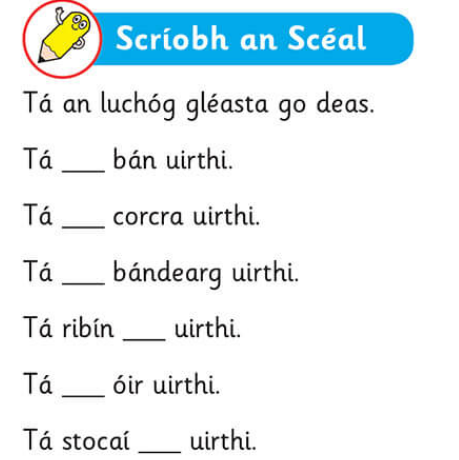 Scríobh an Scéal
Tá an luchóg gléasta go deas.
Tá ___ bán uirthi.
Tá ___ corcra uirthi.
Tá ___ bándearg uirthi.
Tá ribín ___ uirthi.
Tá ___ óir uirthi.
Tá stocaí ___ uirthi.